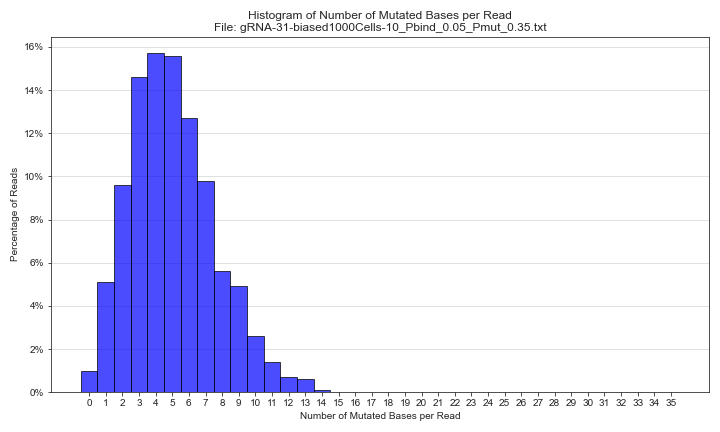 Histogram of Number of Mutated Bases per Read
File: gRNA-31-biased1000Cells-10_Pbind_0.05_Pmut_0.35.txt
16%
14%
12%
10%
8%
6%
4%
2%
0%
Percentage of Reads
0 1 2 3 4 5 6 7 8 9 10 11 12 13 14 15 16 17 18 19 20 21 22 23 24 25 26 27 28 29 30 31 32 33 34 35
Number of Mutated Bases per Read